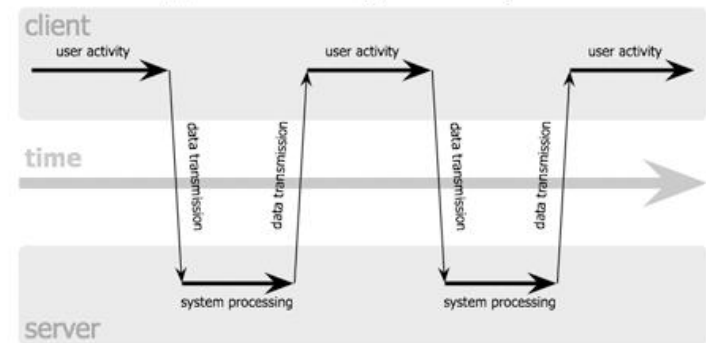 client
user activity
user activity
user activity
data transmission
data transmission
data transmission
data transmission
time
system processing
system processing
server